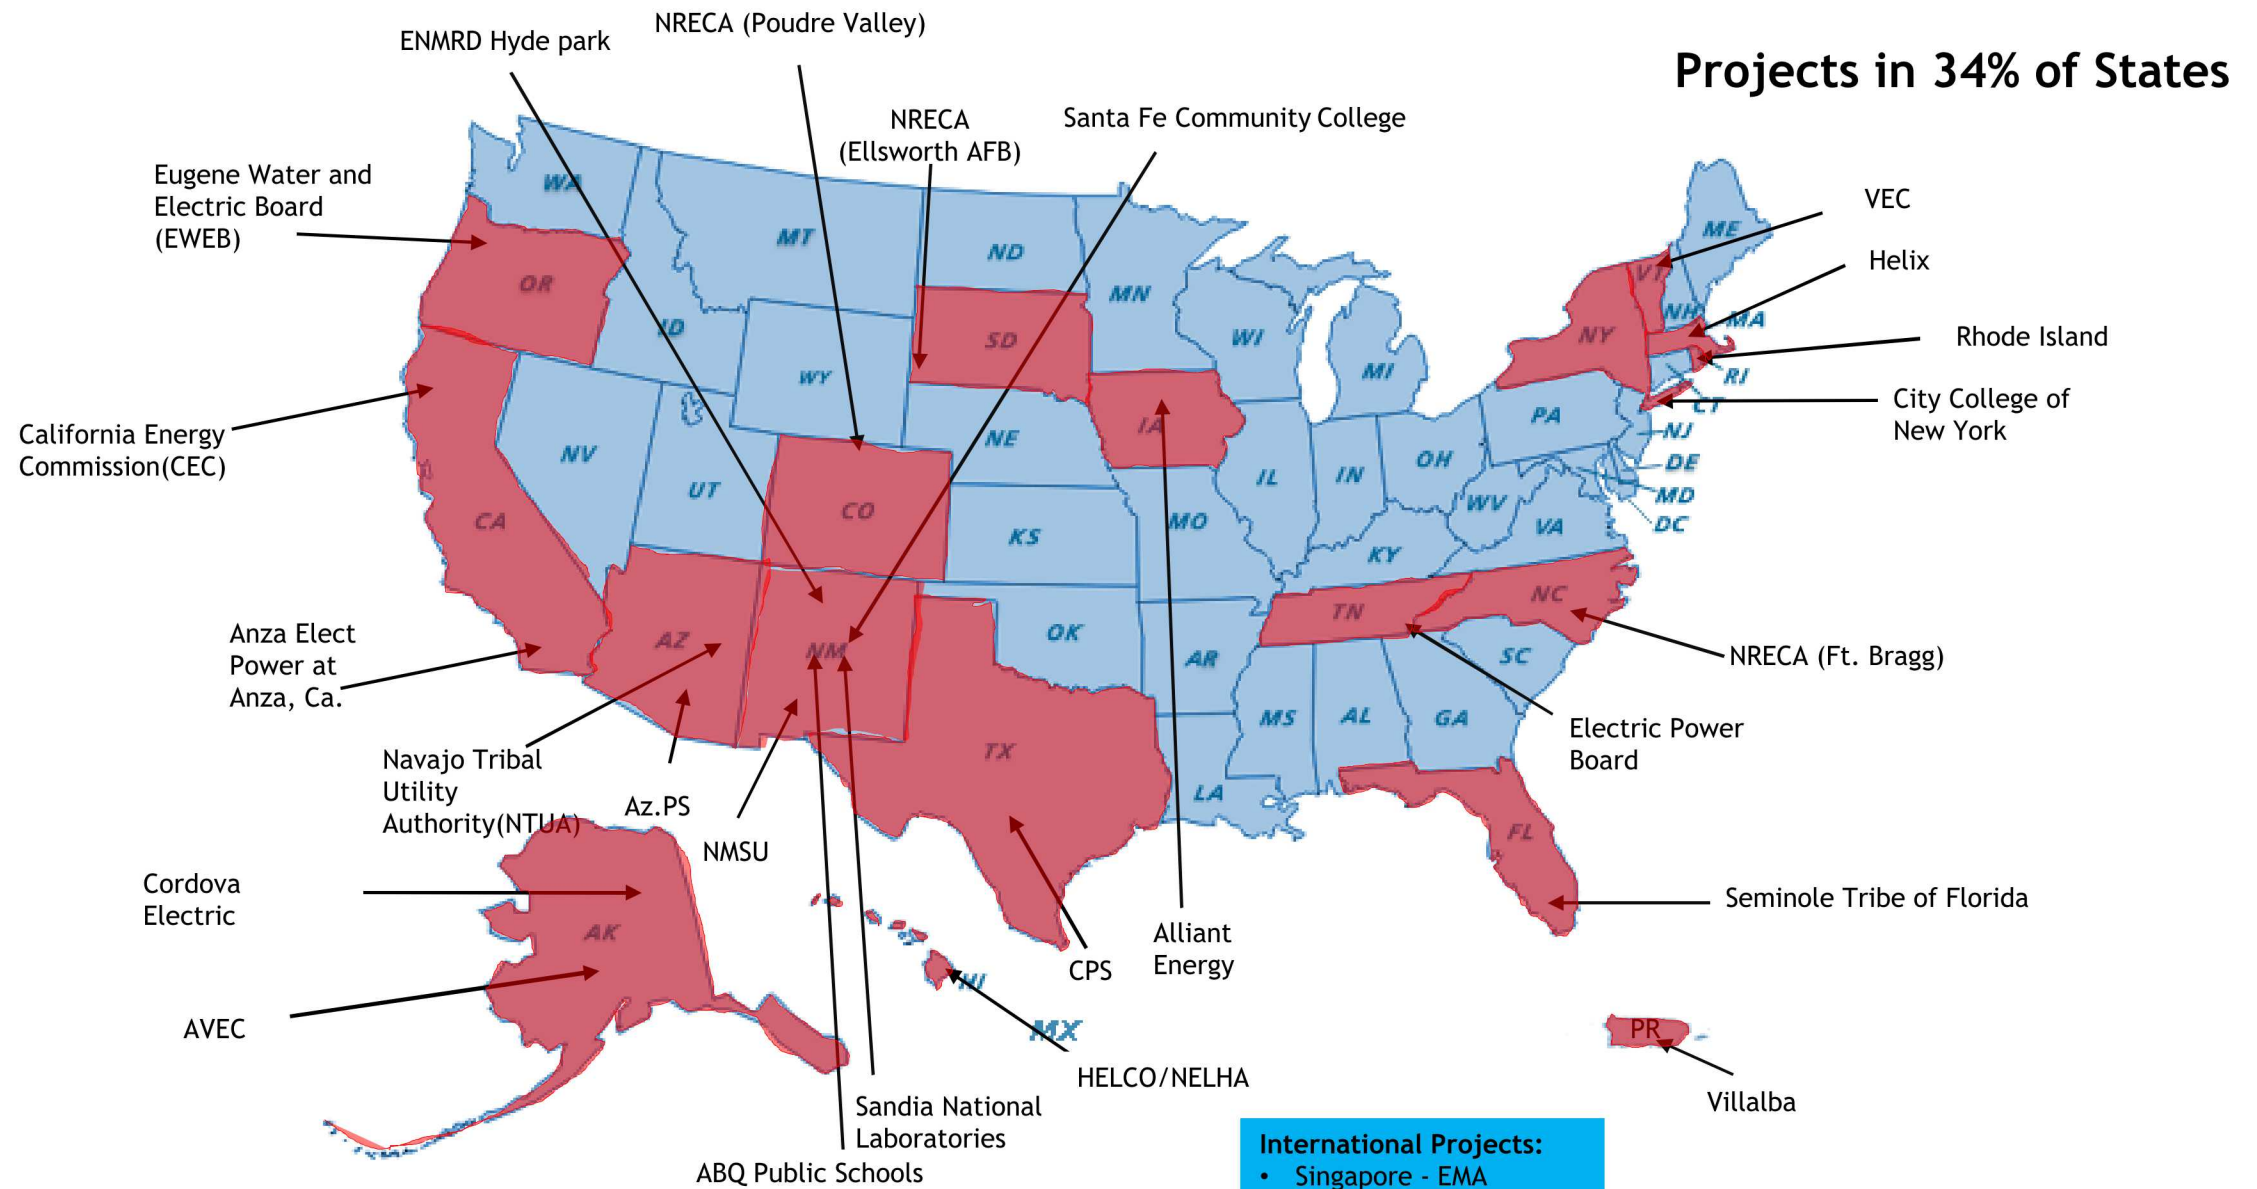 NRECA (Poudre Valley)
ENMRD Hyde park
Projects in 34% of States
NRECA
(Ellsworth AFB)
Santa Fe Community College
Eugene Water and
Electric Board
(EWEB)
VEC
Helix
Rhode Island
City College of
New York
California Energy
Commission(CEC)
Anza Elect
Power at
Anza, Ca.
NRECA (Ft. Bragg)
Electric Power
Board
Navajo Tribal
Utility
Authority(NTUA)
Az.PS
NMSU
Cordova
Electric
Seminole Tribe of Florida
Alliant
Energy
CPS
AVEC
HELCO/NELHA
Villalba
Sandia National
Laboratories
ABQ Public Schools
International Projects:
• Singapore - EMA
WA
MT
ND
MN
ME
VT
NH
MA
OR
ID
SD
WI
NY
WY
MI
RI
CT
IA
PA
NE
NJ
NV
OH
DE
UT
IL
IN
MD
CO
WV
CA
MO
DC
VA
KS
KY
NC
TN
AZ
OK
NM
AR
SC
MS
AL
GA
TX
LA
FL
AK
HI
MX
PR